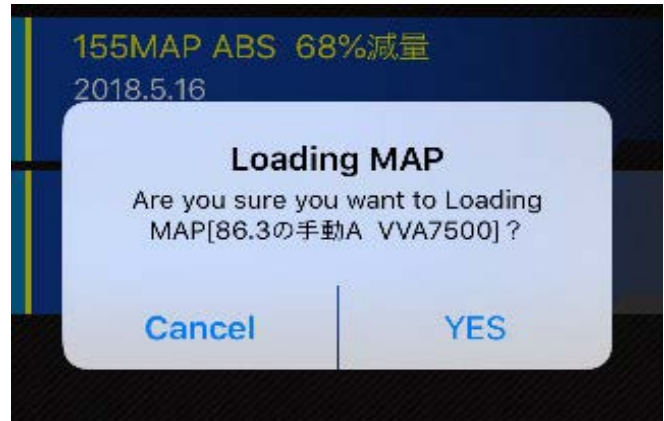 155MAP ABS 68%減量
2018.5.16
Loading MAP
Are you sure you want to Loading
MAP[86.3の手動A VVA7500]？
Cancel
YES